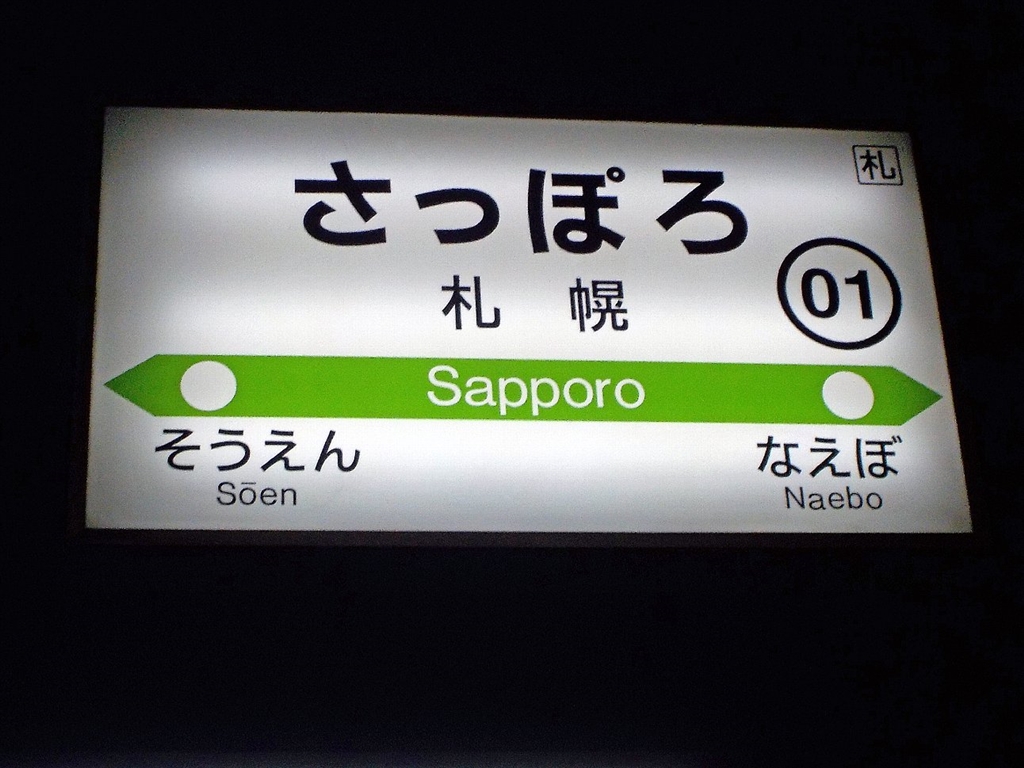 札
さっぽろ
札 幌
01
Sapporo
そうえん
Sōen
なえぼ
Naebo